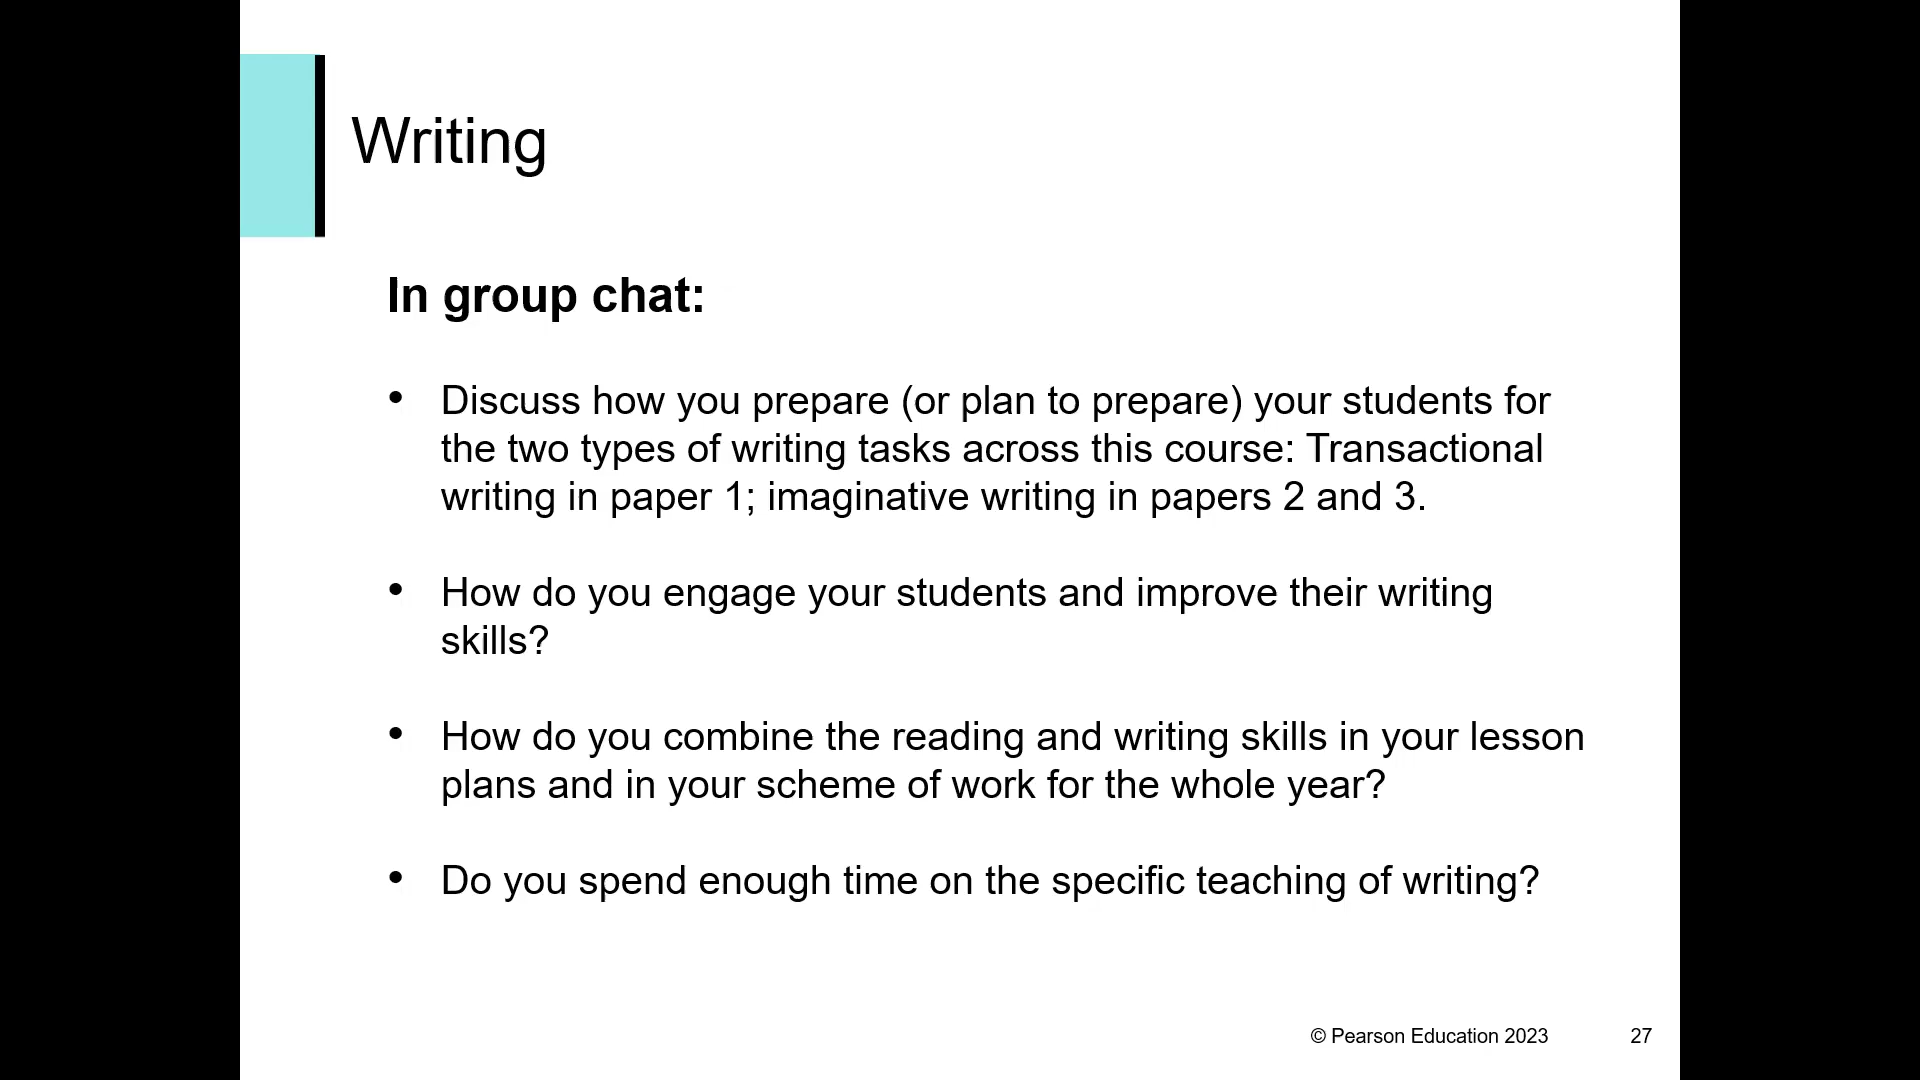 Writing
In group chat:
• Discuss how you prepare (or plan to prepare) your students for
the two types of writing tasks across this course: Transactional
writing in paper 1; imaginative writing in papers 2 and 3.
• How do you engage your students and improve their writing
skills?
• How do you combine the reading and writing skills in your lesson
plans and in your scheme of work for the whole year?
• Do you spend enough time on the specific teaching of writing?
© Pearson Education 2023
27